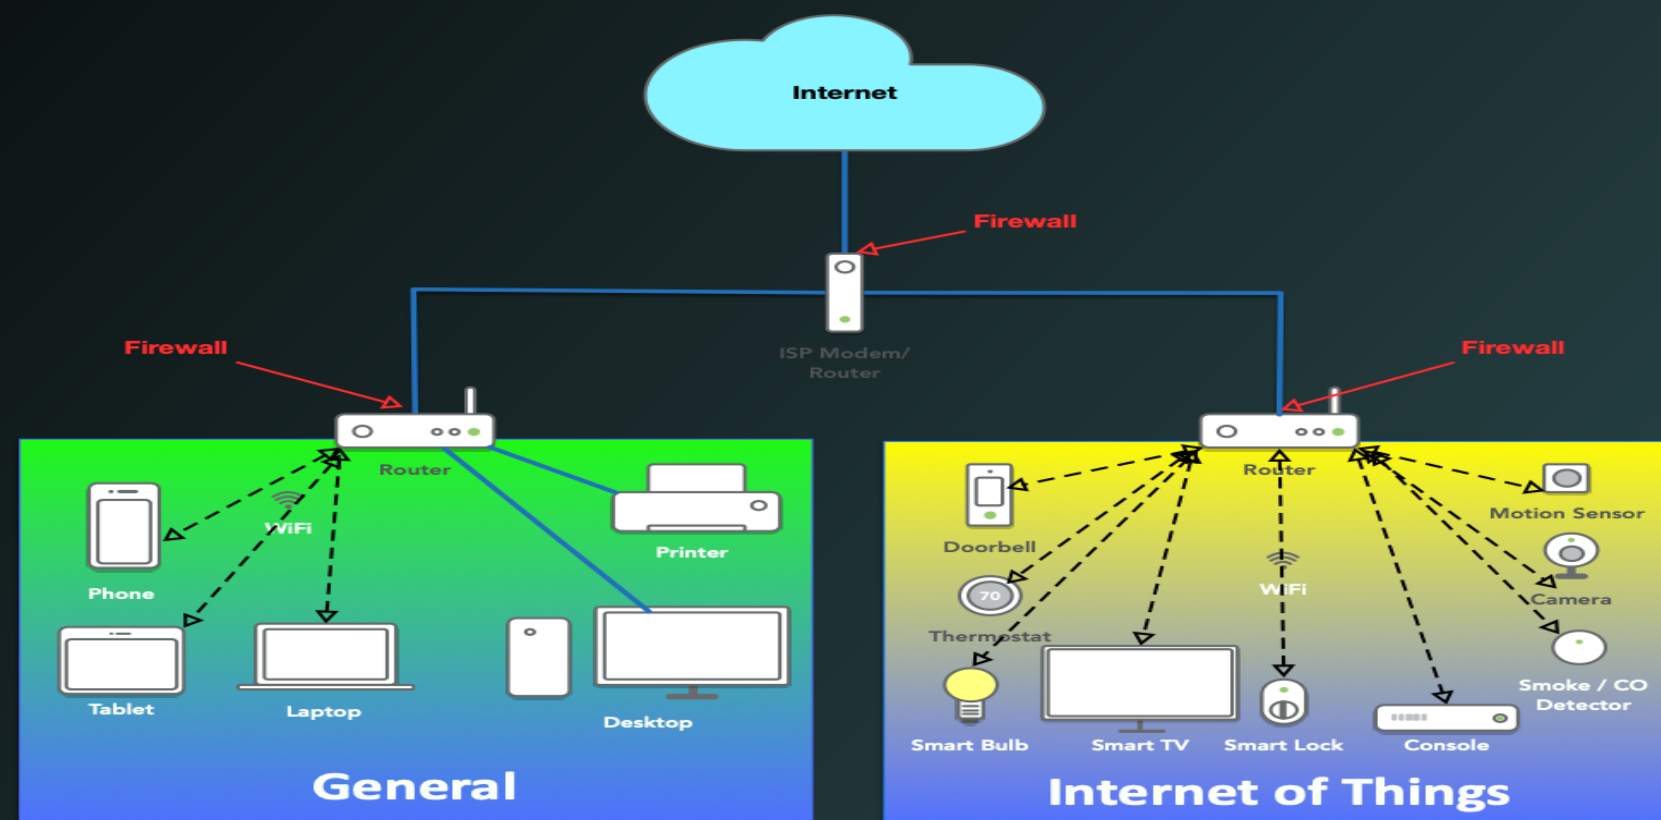 Internet
Firewall
ISP Modem/
Router
Firewall
Firewall
Router
WiFi
Phone
Printer
Tablet
Laptop
Desktop
General
Router
Doorbell
Motion Sensor
70
WiFi
Camera
Thermostat
Smoke / CO
Detector
Smart Bulb
Smart TV
Smart Lock
Console
Internet of Things